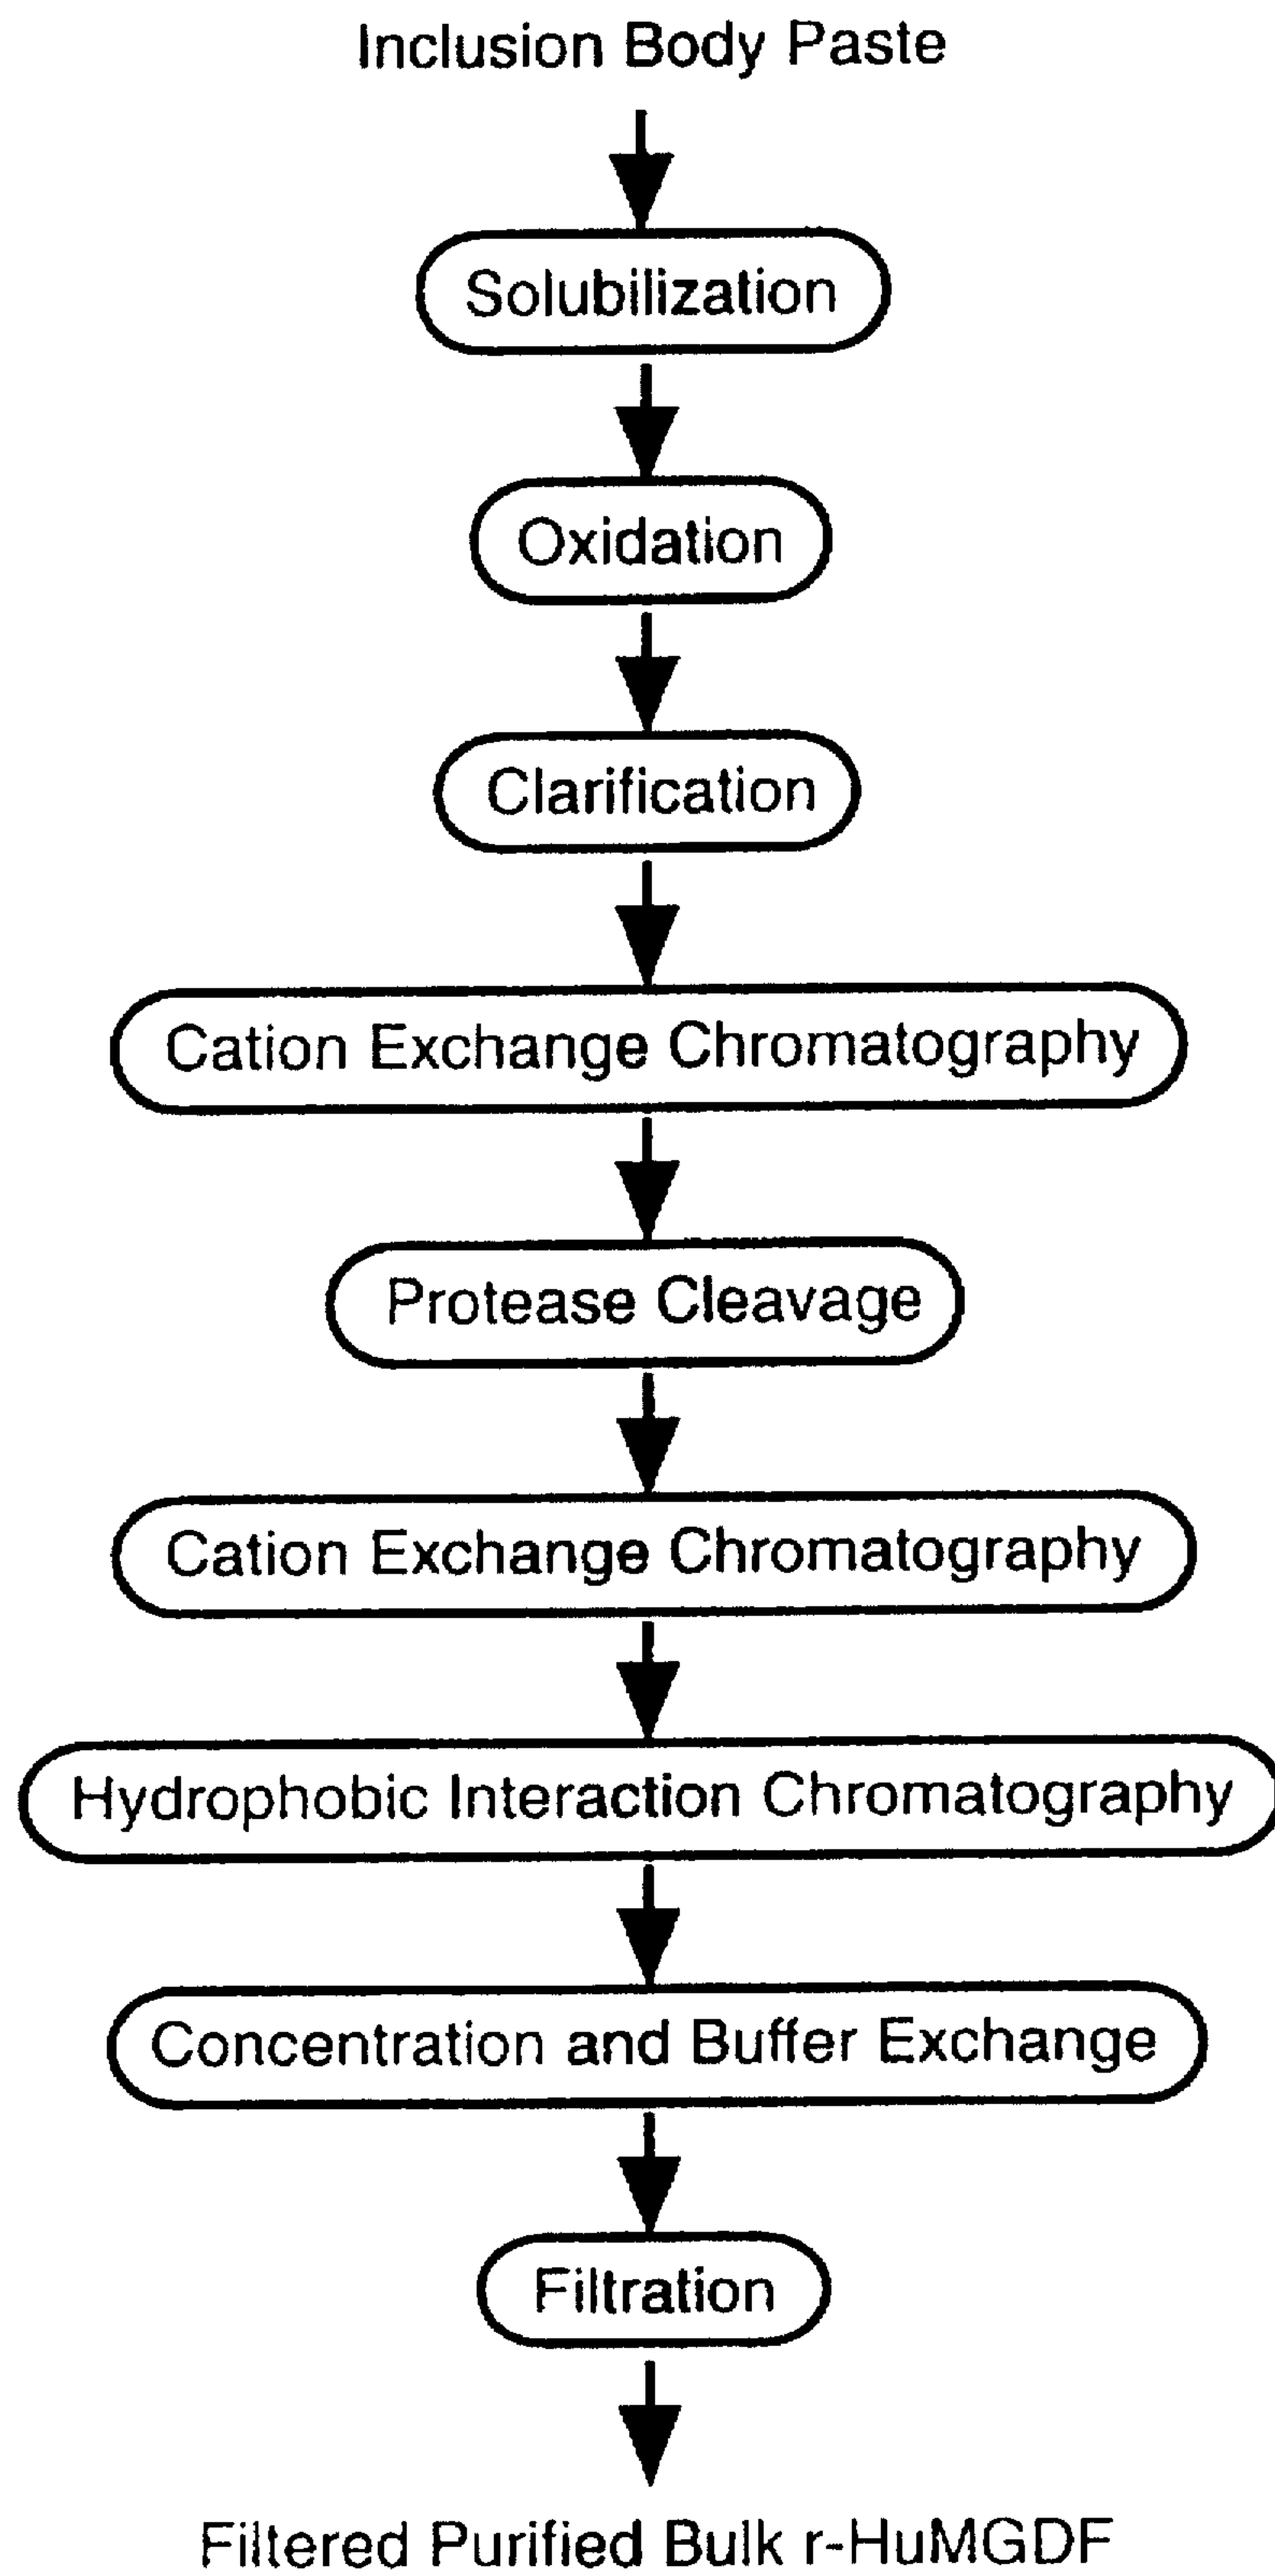 Inclusion Body Paste
Solubilization
Oxidation
Clarification
Cation Exchange Chromatography
Protease Cleavage
Cation Exchange Chromatography
Hydrophobic Interaction Chromatography
Concentration and Buffer Exchange
Filtration
Filtered Purified Bulk r-HuMGDF